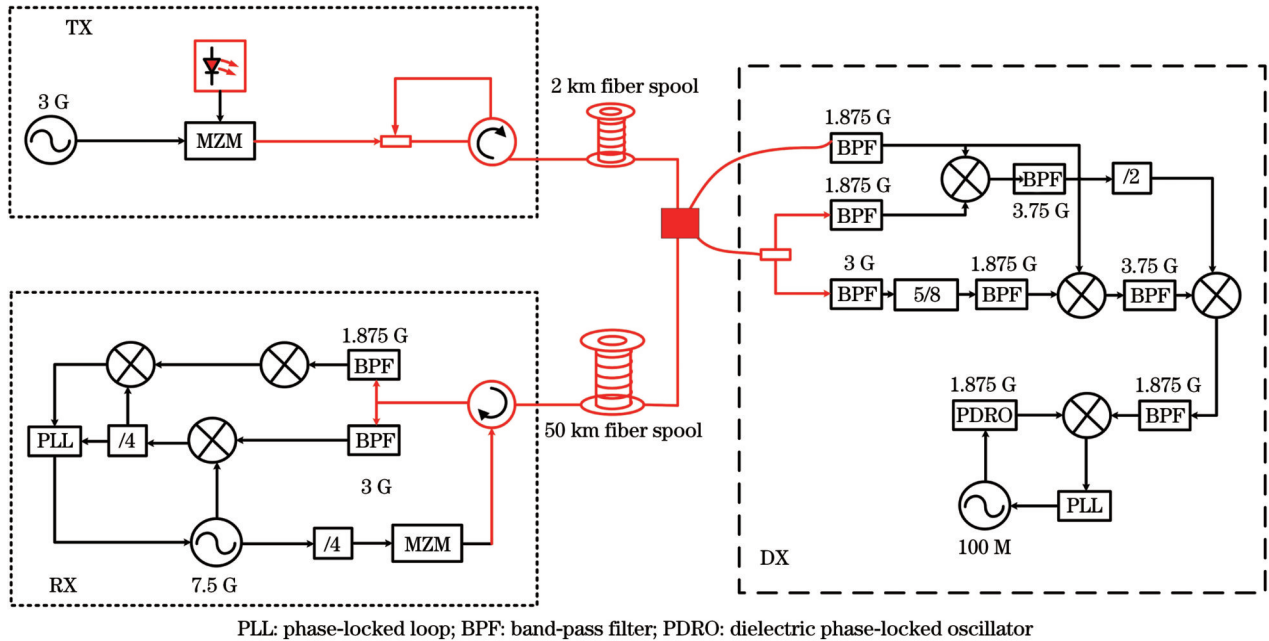 TX
3 G
MZM
2 km fiber spool
1.875 G
BPF
1.875 G
BPF
BPF
3.75 G
/2
3 G
BPF
5/8
1.875 G
BPF
3.75 G
BPF
1.875 G
PDRO
1.875 G
BPF
PLL
100 M
DX
50 km fiber spool
1.875 G
BPF
PLL
/4
BPF
3 G
/4
MZM
7.5 G
RX
PLL: phase-locked loop; BPF: band-pass filter; PDRO: dielectric phase-locked oscillator